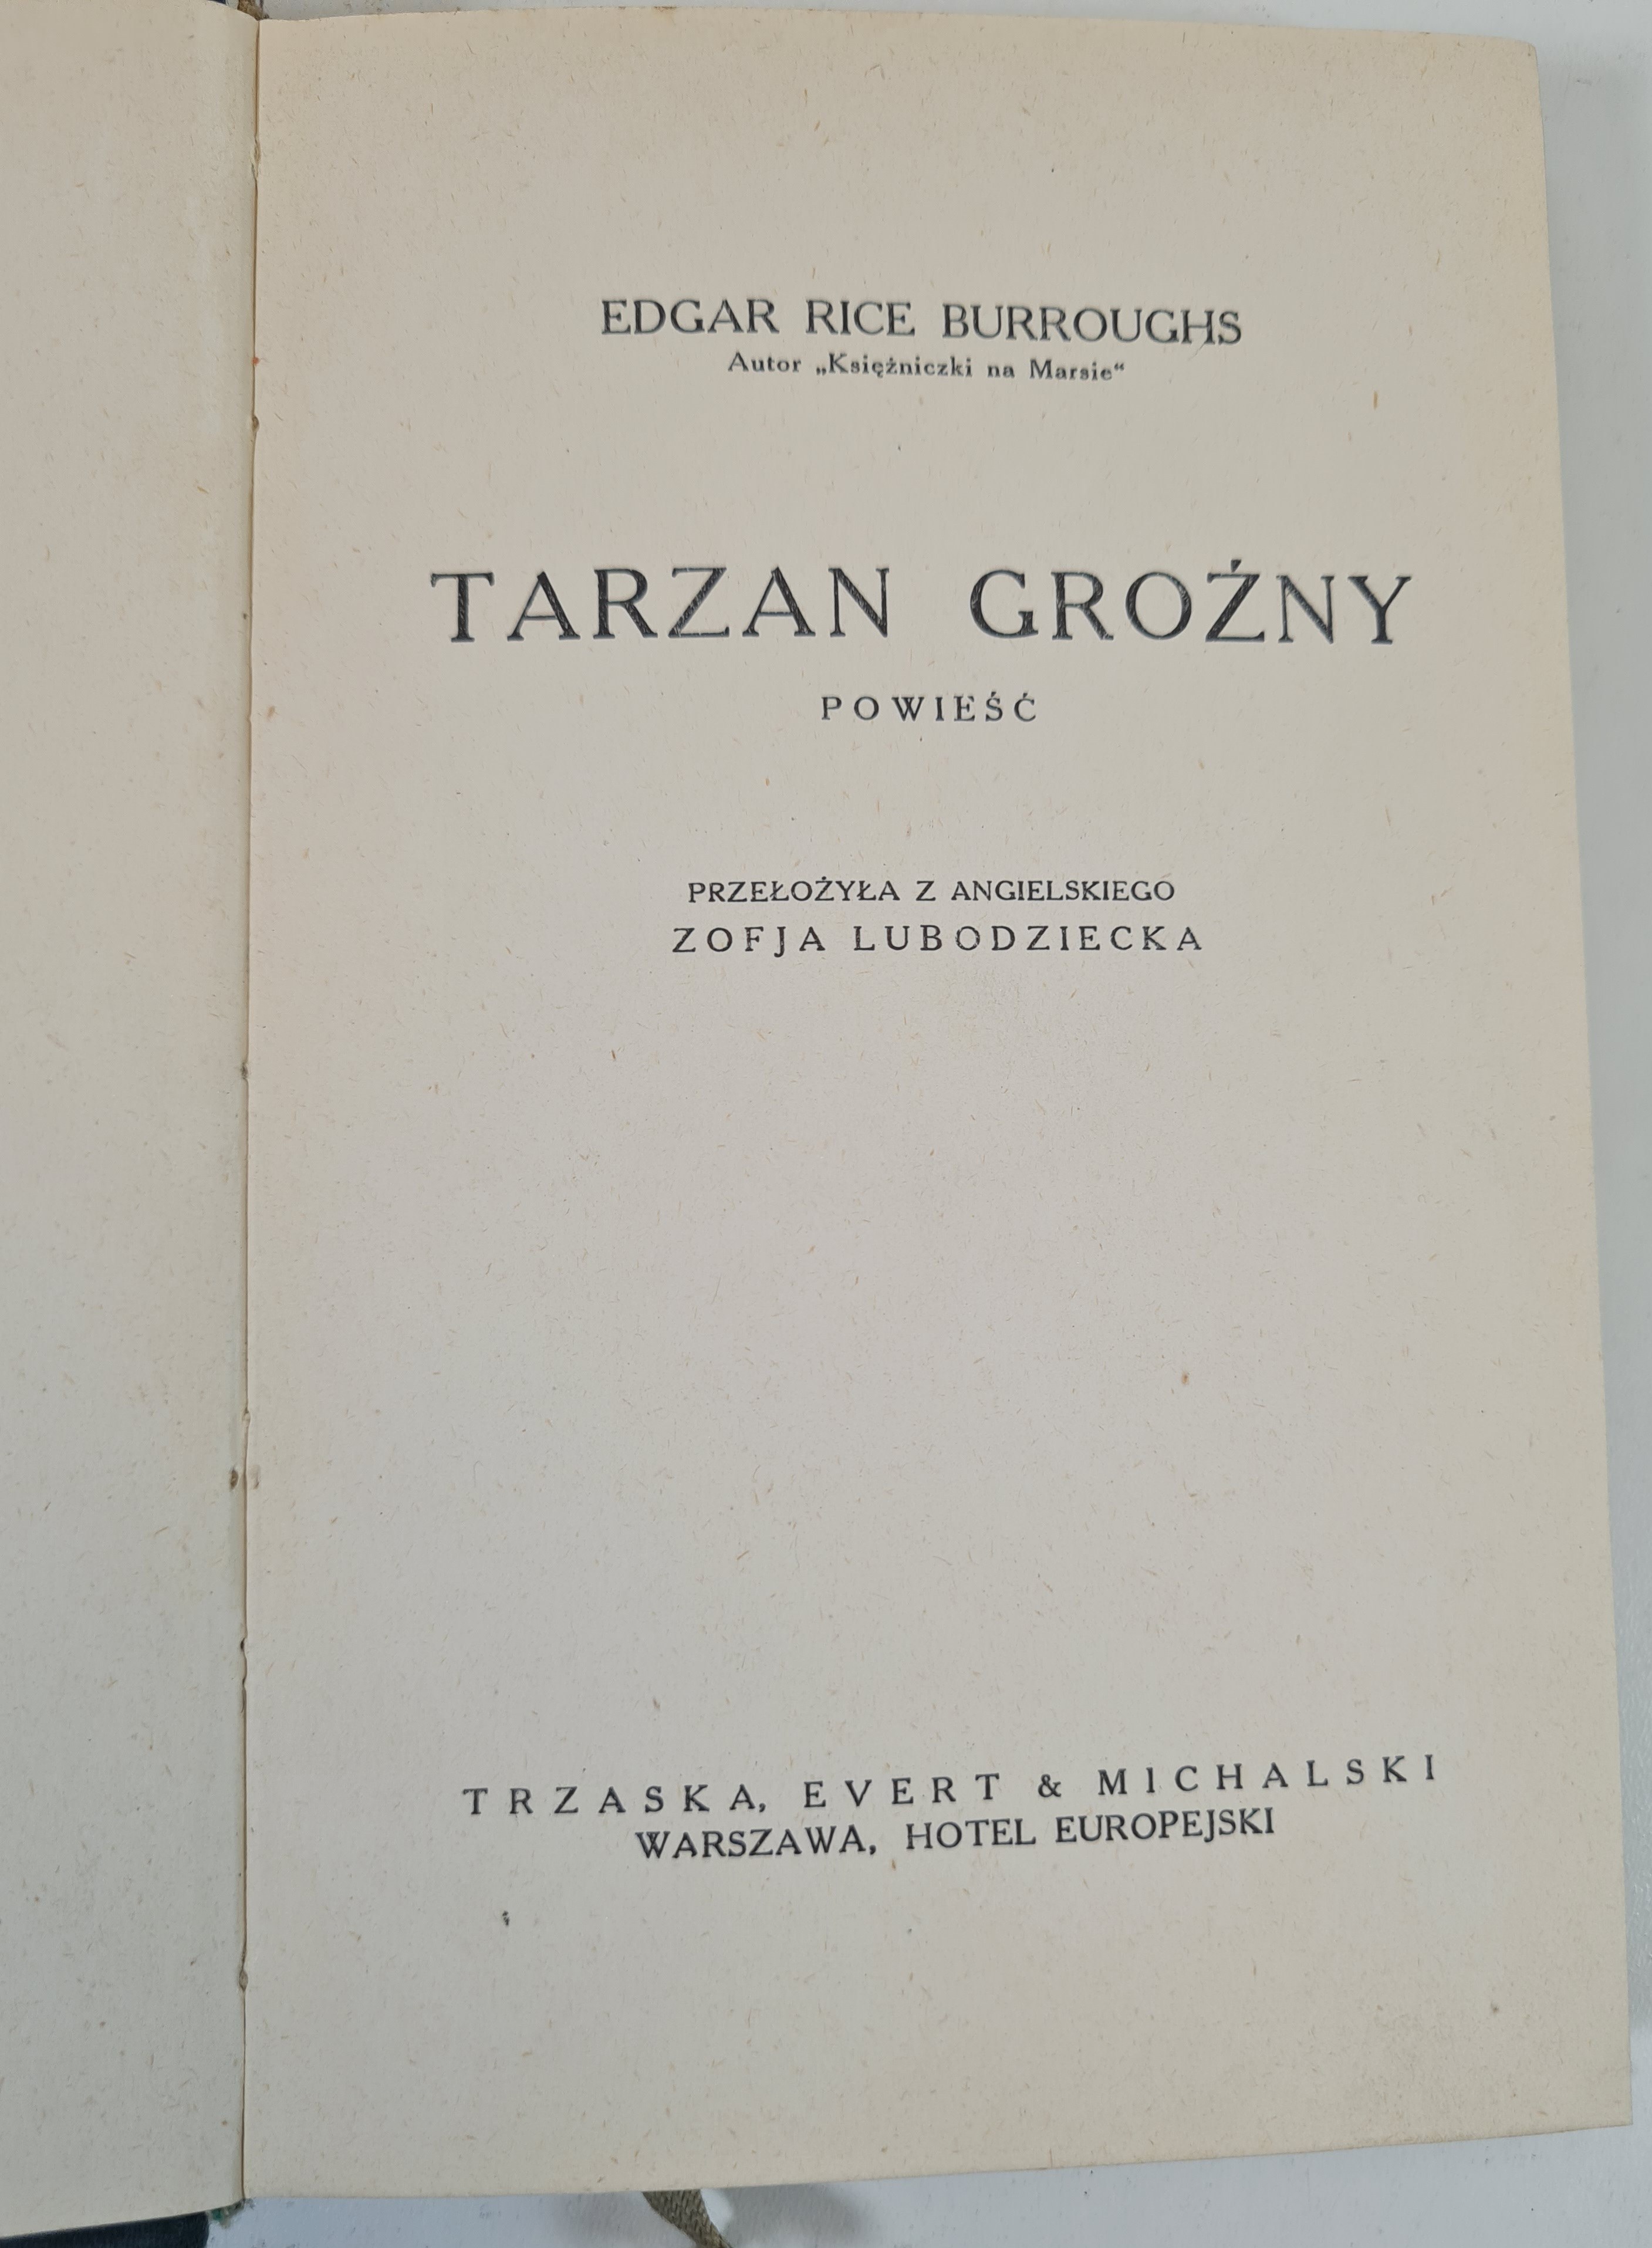 EDGAR RICE BURROUGHS
Autor „Księżniczki na Marsie“
TARZAN GROŹNY
POWIEŚĆ
PRZEŁOŻYŁA Z ANGIELSKIEGO
ZOFJA LUBODZIECKA
TRZASKA, EVERT & MICHALSKI
WARSZAWA, HOTEL EUROPEJSKI